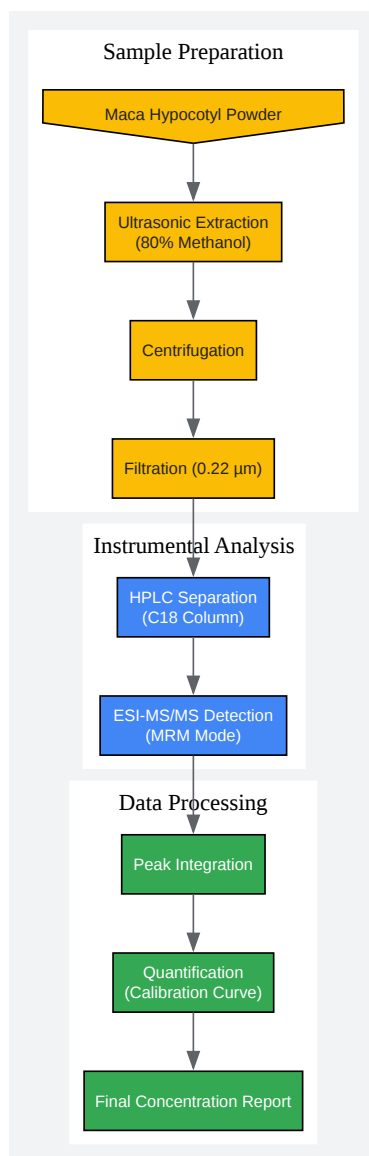 Sample Preparation
Maca Hypocotyl Powder
Ultrasonic Extraction
(80% Methanol)
Centrifugation
Filtration (0.22 µm)
Instrumental Analysis
HPLC Separation
(C18 Column)
ESI-MS/MS Detection
(MRM Mode)
Data Processing
Peak Integration
Quantification
(Calibration Curve)
Final Concentration Report